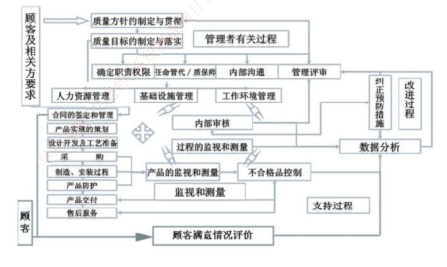 顾客及相关方要求
质量方针的制定与贯彻
质量目标的制定与落实
管理者有关过程
确定职责权限
任命管代/质保师
内部沟通
管理评审
人力资源管理
基础设施管理
工作环境管理
纠正预防措施
改进过程
合同的签定和管理
产品实现的策划
内部审核
设计开发及工艺准备
过程的监视和测量
数据分析
采 购
制造、安装过程
产品的监视和测量
不合格品控制
产品防护
监视和测量
产品交付
支持过程
售后服务
顾客
顾客满意情况评价